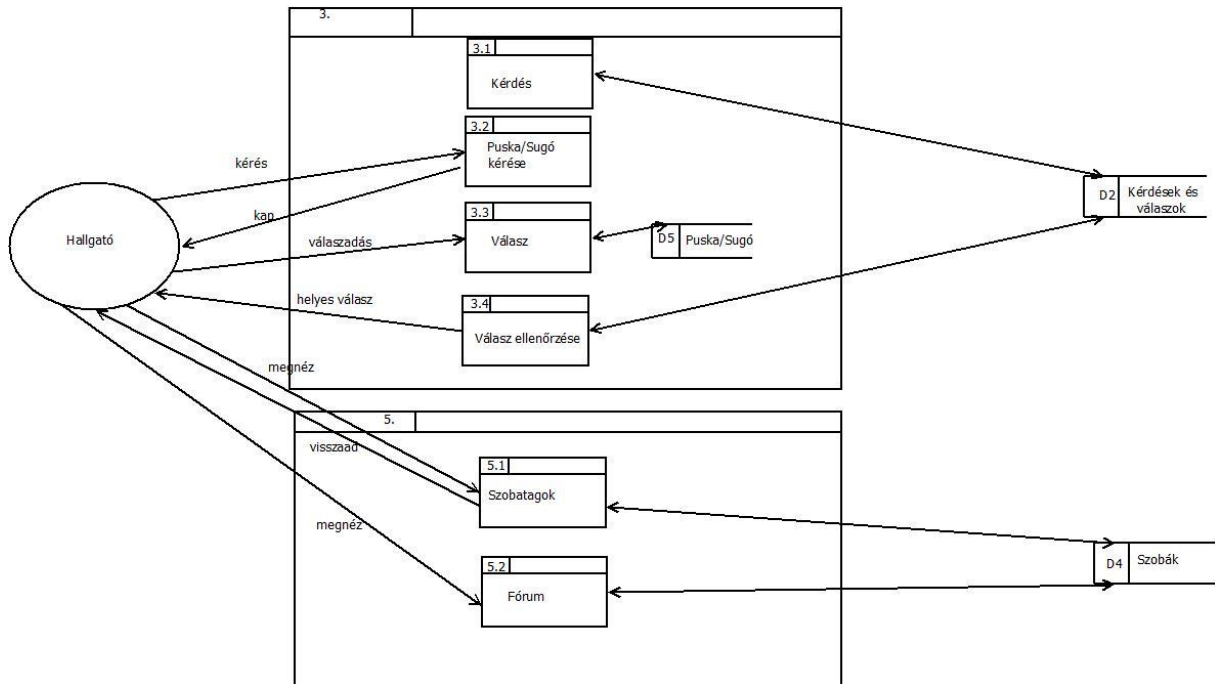 3.
3.1
Kérdés
3.2
Puska/Sugó
kérése
kérés
kap
3.3
Válasz
válaszadás
D5
Puska/Sugó
D2
Kérdések és
válaszok
Hallgató
helyes válasz
3.4
Válasz ellenőrzése
megnéz
5.
visszaad
5.1
Szobatagok
megnéz
5.2
Fórum
D4
Szobák